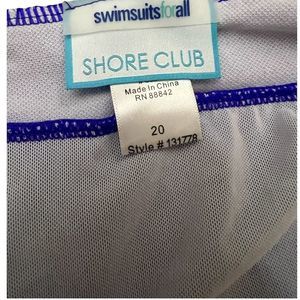 swimsuitsforall
SHORE CLUB
Made In China
RN 88842
20
Style # 131778